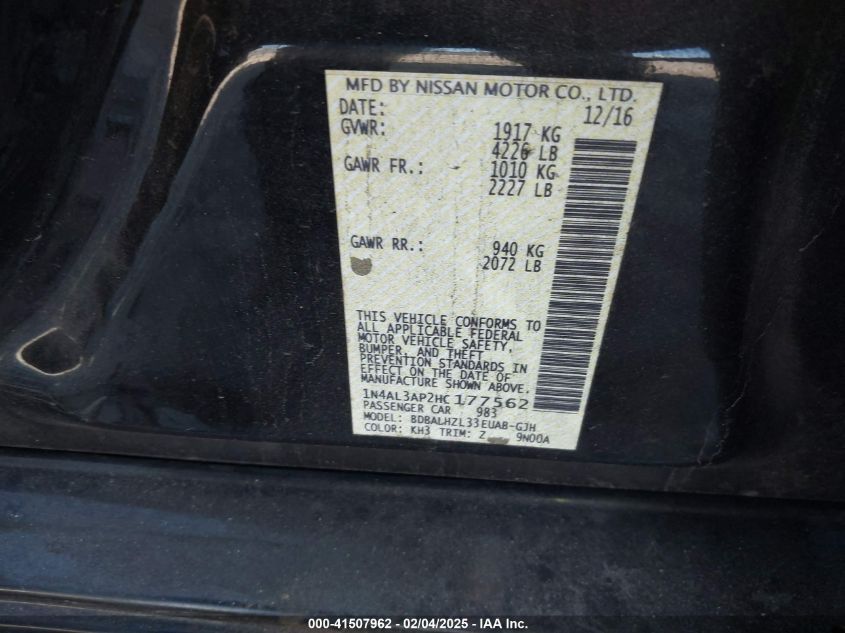 MFD BY NISSAN MOTOR CO., LTD.
DATE: 12/16
GVWR: 1917 KG
4226 LB
GAWR FR.: 1010 KG
2227 LB
GAWR RR.: 940 KG
2072 LB
THIS VEHICLE CONFORMS TO
ALL APPLICABLE FEDERAL
MOTOR VEHICLE SAFETY,
BUMPER, AND THEFT
PREVENTION STANDARDS IN
EFFECT ON THE DATE OF
MANUFACTURE SHOWN ABOVE.
1N4AL3AP2HC177562
PASSENGER CAR 983
MODEL: BDBALHZL33EUAB-GJH
COLOR: KH3 TRIM: Z 9N00A
000-41507962 - 02/04/2025 - IAA Inc.